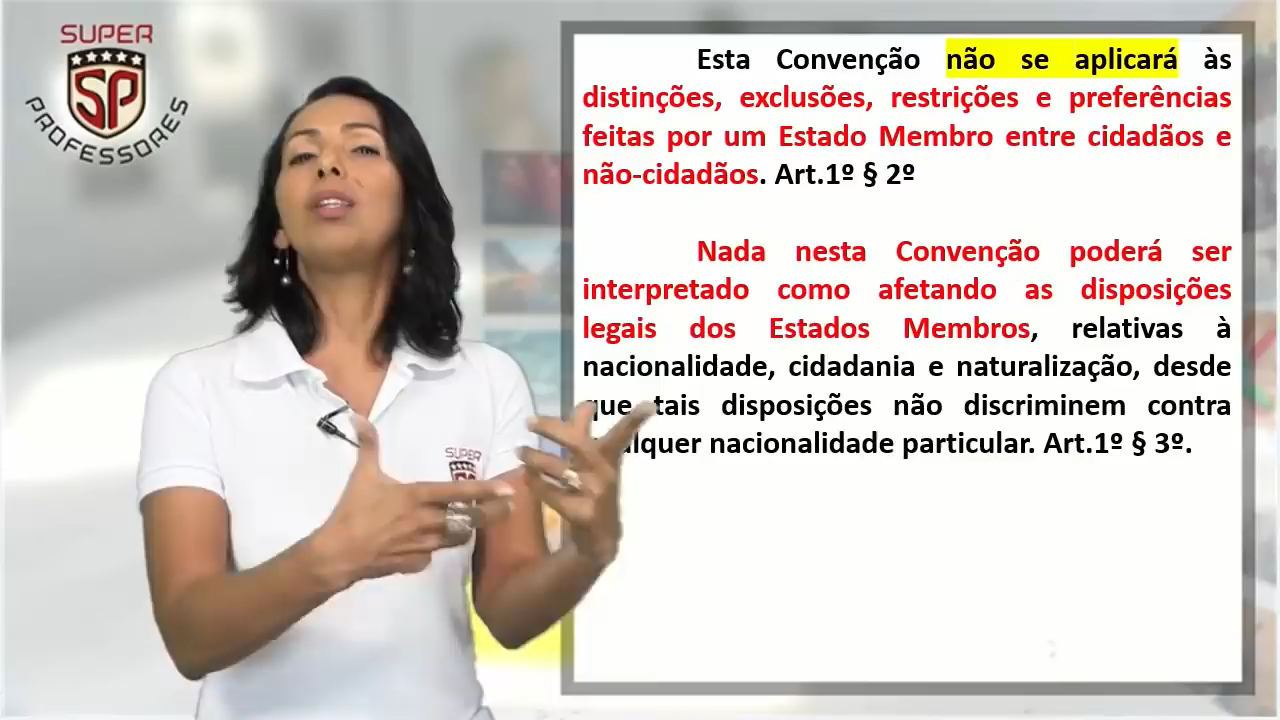 SUPER
SP
PROFESSORES
Esta Convenção não se aplicará às
distinções, exclusões, restrições e preferências
feitas por um Estado Membro entre cidadãos e
não-cidadãos. Art.1º § 2º
Nada nesta Convenção poderá ser
interpretado como afetando as disposições
legais dos Estados Membros, relativas à
nacionalidade, cidadania e naturalização, desde
que tais disposições não discriminem contra
nacionalidade particular. Art.1º § 3º.
SUPER